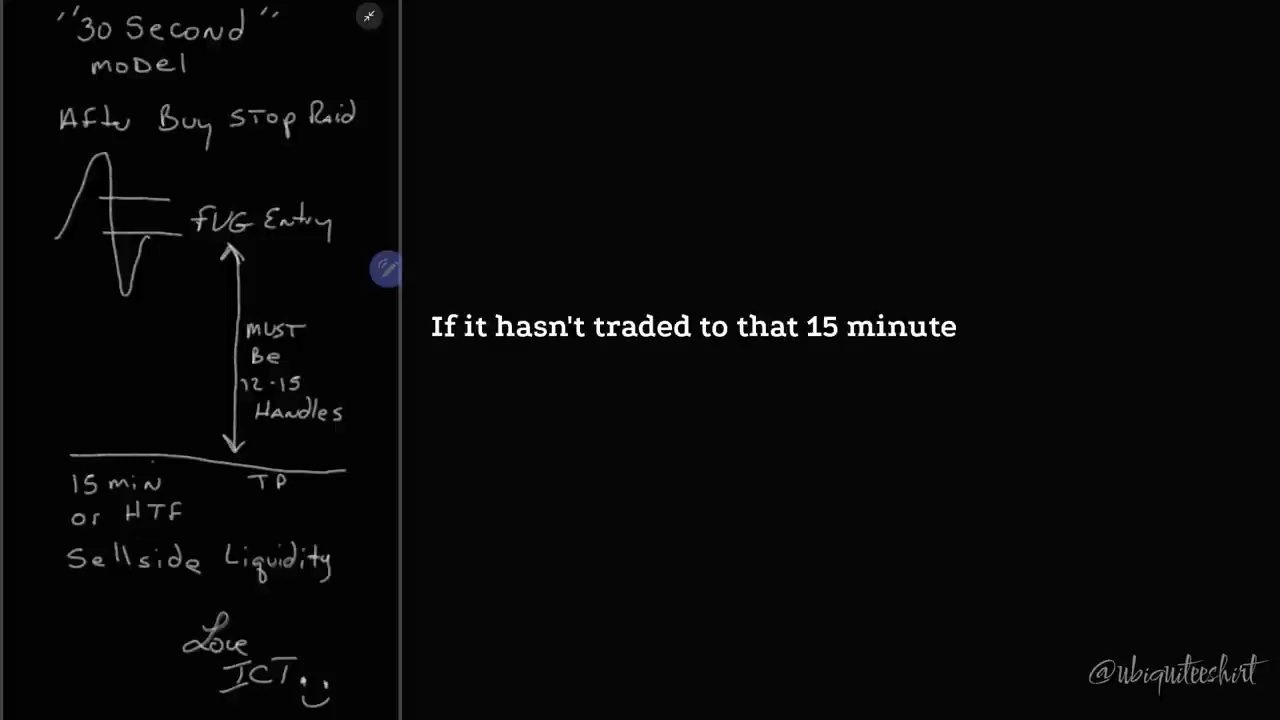 "30 Second"
moDel
After Buy STop Raid
FVG Entry
MUST
Be
12-15
HANdles
15 miN
or HTF
TP
Sellside Liquidity
Love
ICT
If it hasn't traded to that 15 minute
@ubiquiteeshirt